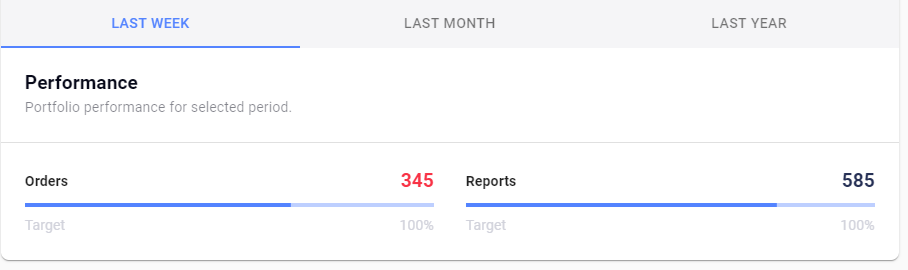 LAST WEEK LAST MONTH LAST YEAR
Performance
Portfolio performance for selected period.
Orders 345 Reports 585
Target 100% Target 100%